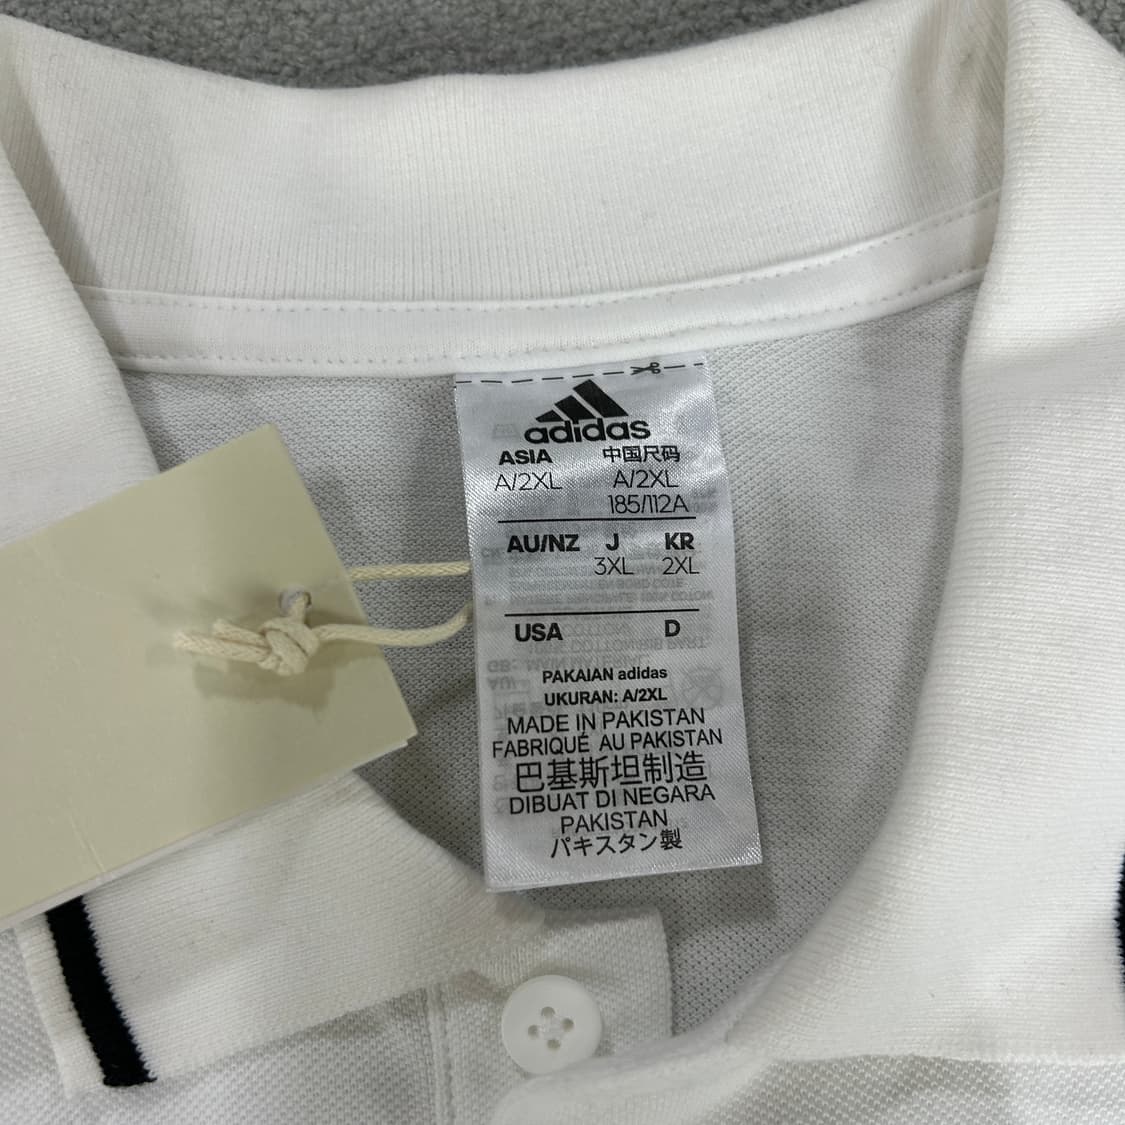 adidas
ASIA 中国尺码
A/2XL A/2XL
185/112A
AU/NZ J KR
3XL 2XL
USA D
PAKAIAN adidas
UKURAN: A/2XL
MADE IN PAKISTAN
FABRIQUÉ AU PAKISTAN
巴基斯坦制造
DIBUAT DI NEGARA
PAKISTAN
パキスタン製